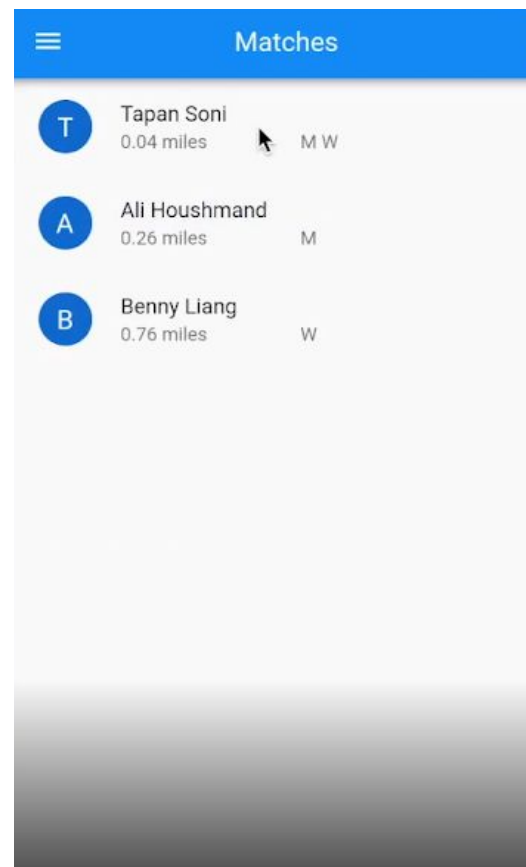 Matches
T
Tapan Soni
0.04 miles M W
A
Ali Houshmand
0.26 miles M
B
Benny Liang
0.76 miles W